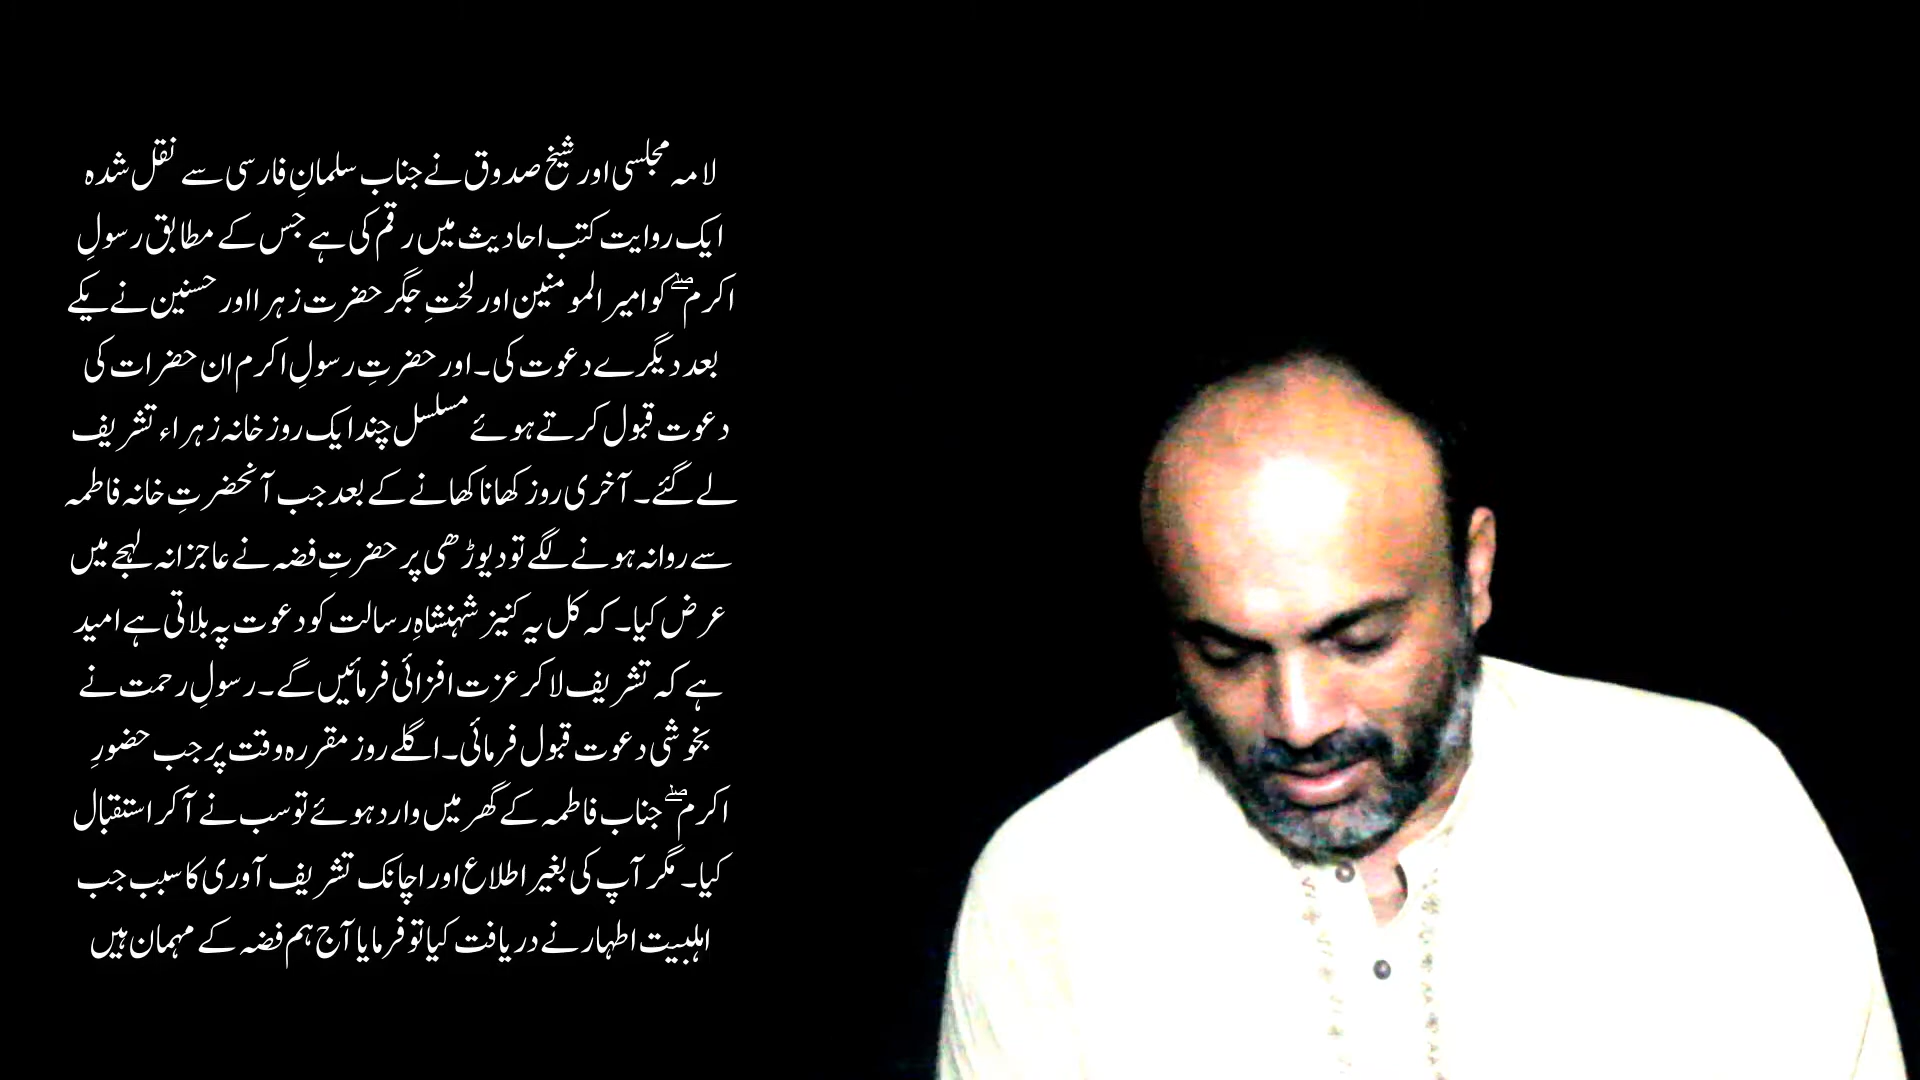 لامہ مجلسی اور شیخ صدوق نے جناب سلمانِ فارسی سے نقل شدہ
ایک روایت کتب احادیث میں رقم کی ہے جس کے مطابق رسولِ
اکرم ؐ کو امیر المومنین اور لختِ جگر حضرت زہرا اور حسنین نے یکے
بعد دیگرے دعوت کی۔ اور حضرتِ رسولِ اکرم ان حضرات کی
دعوت قبول کرتے ہوئے مسلسل چند ایک روز خانہ زہراء تشریف
لے گئے۔ آخری روز کھانا کھانے کے بعد جب آنحضرتِ خانہ فاطمہ
سے روانہ ہونے لگے تو دیوڑھی پر حضرتِ فضہ نے عاجزانہ لہجے میں
عرض کیا۔ کہ کل یہ کنیز شہنشاہِ رسالت کو دعوت پہ بلاتی ہے امید
ہے کہ تشریف لا کر عزت افزائی فرمائیں گے۔ رسولِ رحمت نے
بخوشی دعوت قبول فرمائی۔ اگلے روز مقررہ وقت پر جب حضورِ
اکرم ؐ جناب فاطمہ کے گھر میں وارد ہوئے تو سب نے آکر استقبال
کیا۔ مگر آپ کی بغیر اطلاع اور اچانک تشریف آوری کا سبب جب
اہلبیت اطہار نے دریافت کیا تو فرمایا آج ہم فضہ کے مہمان ہیں